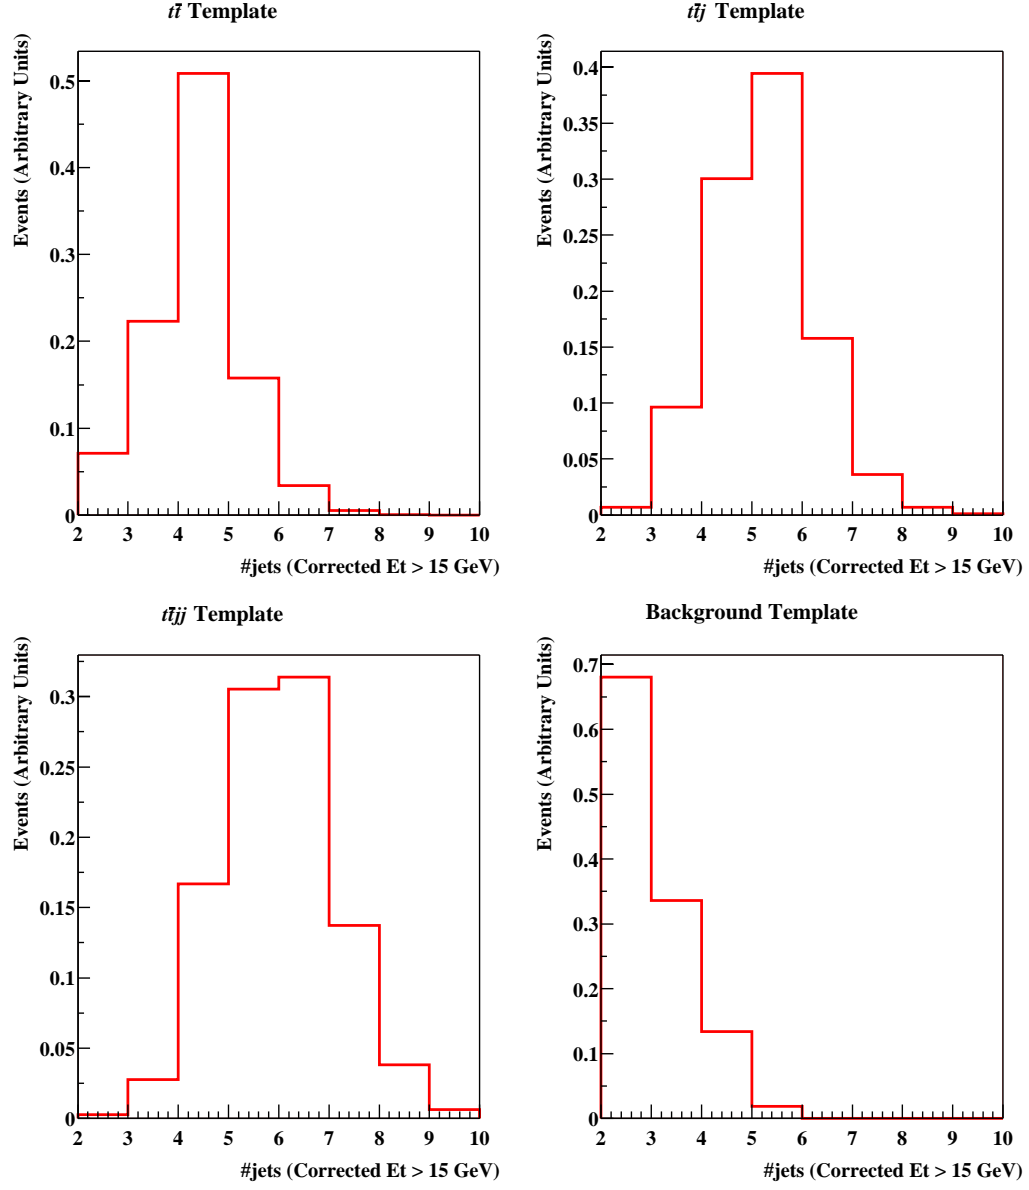 tt̄ Template
Events (Arbitrary Units)
0.5
0.4
0.3
0.2
0.1
0
2 3 4 5 6 7 8 9 10
#jets (Corrected Et > 15 GeV)
tt̄j Template
Events (Arbitrary Units)
0.4
0.35
0.3
0.25
0.2
0.15
0.1
0.05
0
2 3 4 5 6 7 8 9 10
#jets (Corrected Et > 15 GeV)
tt̄jj Template
Events (Arbitrary Units)
0.3
0.25
0.2
0.15
0.1
0.05
0
2 3 4 5 6 7 8 9 10
#jets (Corrected Et > 15 GeV)
Background Template
Events (Arbitrary Units)
0.7
0.6
0.5
0.4
0.3
0.2
0.1
0
2 3 4 5 6 7 8 9 10
#jets (Corrected Et > 15 GeV)